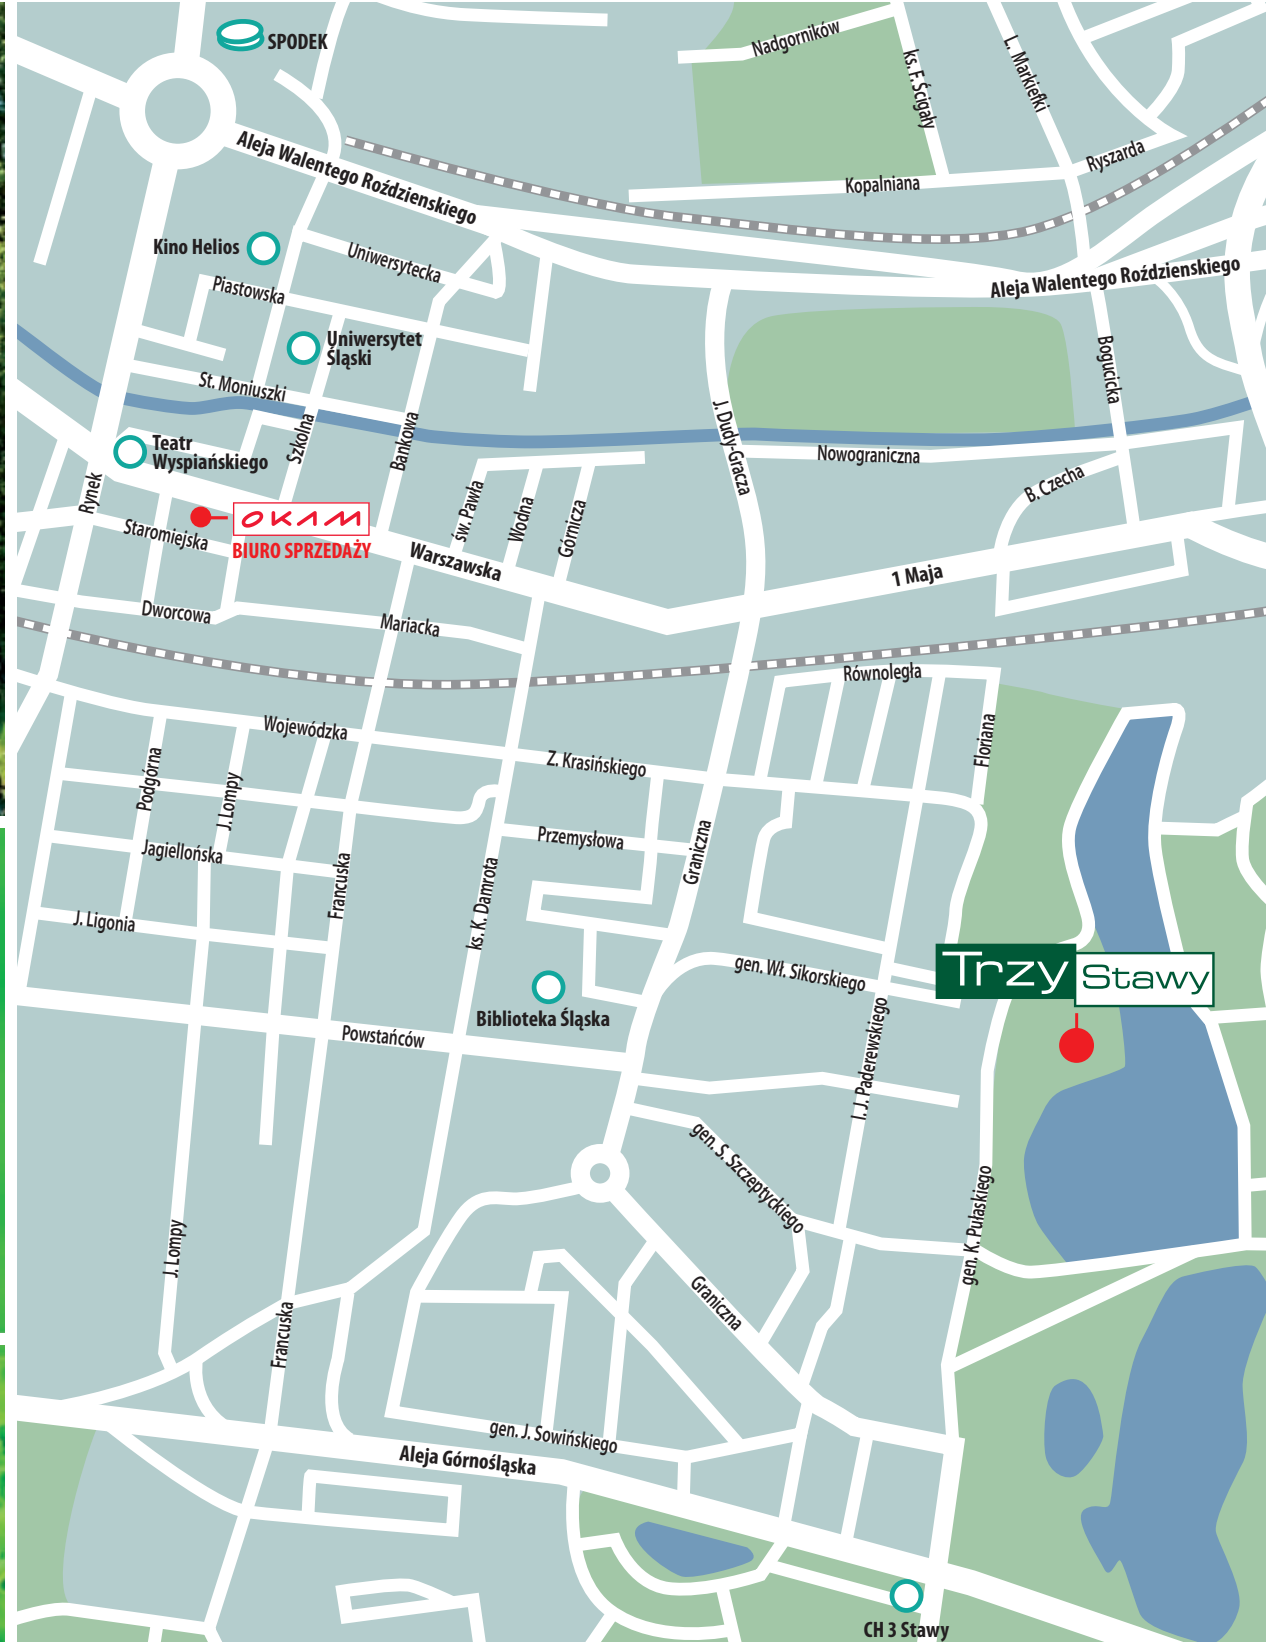 SPODEK
Nadgorników
ks. F. Ścigały
L. Markiefki
Ryszarda
Kopalniana
Aleja Walentego Roździenskiego
Kino Helios
Uniwersytecka
Piastowska
Aleja Walentego Roździenskiego
Uniwersytet
Śląski
Bogucicka
St. Moniuszki
Szkolna
Bankowa
J. Dudy-Gracza
Teatr
Wyspiańskiego
Nowograniczna
B. Czecha
Rynek
św. Pawła
Wodna
Górnicza
OKAM
BIURO SPRZEDAŻY
Staromiejska
Warszawska
1 Maja
Dworcowa
Mariacka
Równoległa
Floriana
Wojewódzka
Z. Krasińskiego
Podgórna
J. Lompy
Przemysłowa
Graniczna
Jagiellońska
Francuska
ks. K. Damrota
J. Ligonia
gen. Wł. Sikorskiego
Trzy
Stawy
Biblioteka Śląska
Powstańców
I. J. Paderewskiego
gen. S. Szczeptyckiego
gen. K. Pułaskiego
J. Lompy
Graniczna
Francuska
gen. J. Sowińskiego
Aleja Górnośląska
CH 3 Stawy